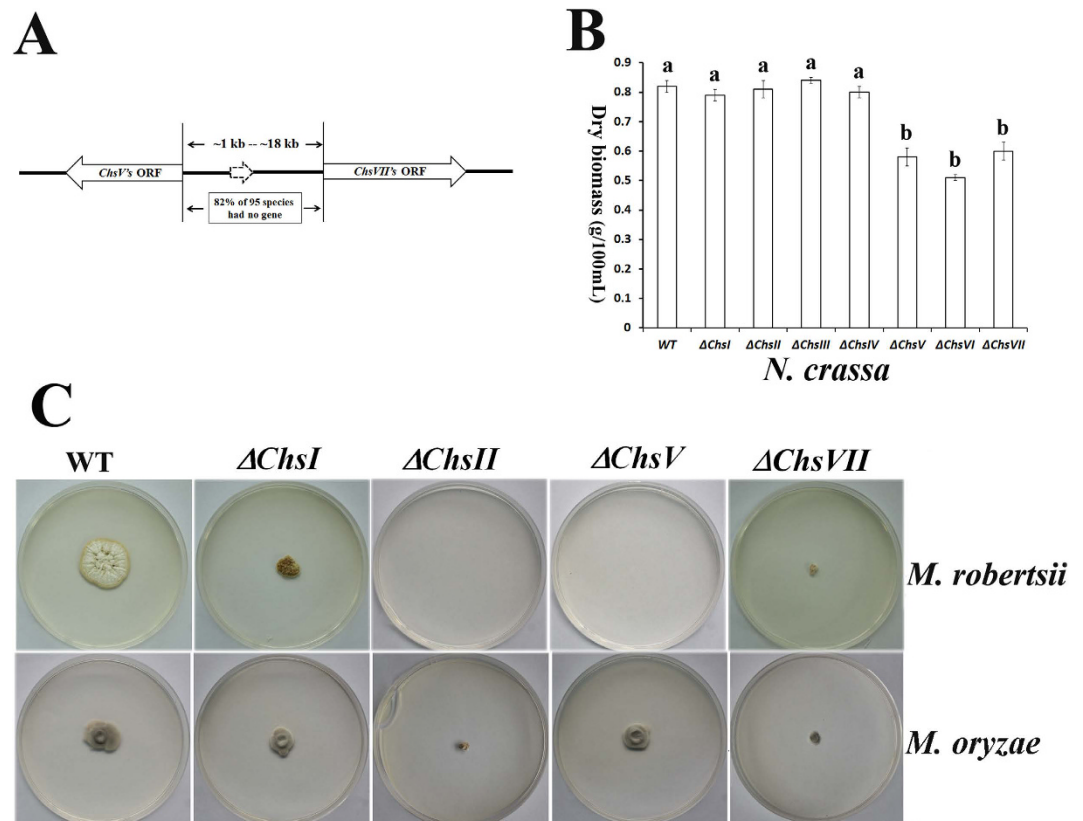 A
~1 kb -- ~18 kb
ChsV's ORF
ChsVII's ORF
82% of 95 species
had no gene
B
Dry biomass (g/100mL)
0.9
0.8
0.7
0.6
0.5
0.4
0.3
0.2
0.1
0
a
a
a
a
a
b
b
b
WT ΔChsI ΔChsII ΔChsIII ΔChsIV ΔChsV ΔChsVI ΔChsVII
N. crassa
C
WT ΔChsI ΔChsII ΔChsV ΔChsVII
M. robertsii
M. oryzae